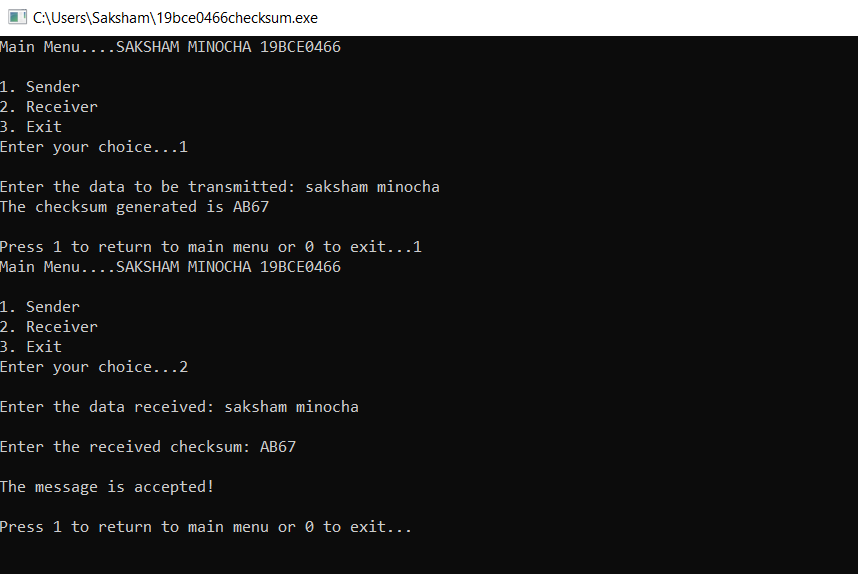 C:\Users\Saksham\19bce0466checksum.exe
Main Menu....SAKSHAM MINOCHA 19BCE0466
1. Sender
2. Receiver
3. Exit
Enter your choice...1
Enter the data to be transmitted: saksham minocha
The checksum generated is AB67
Press 1 to return to main menu or 0 to exit...1
Main Menu....SAKSHAM MINOCHA 19BCE0466
1. Sender
2. Receiver
3. Exit
Enter your choice...2
Enter the data received: saksham minocha
Enter the received checksum: AB67
The message is accepted!
Press 1 to return to main menu or 0 to exit...